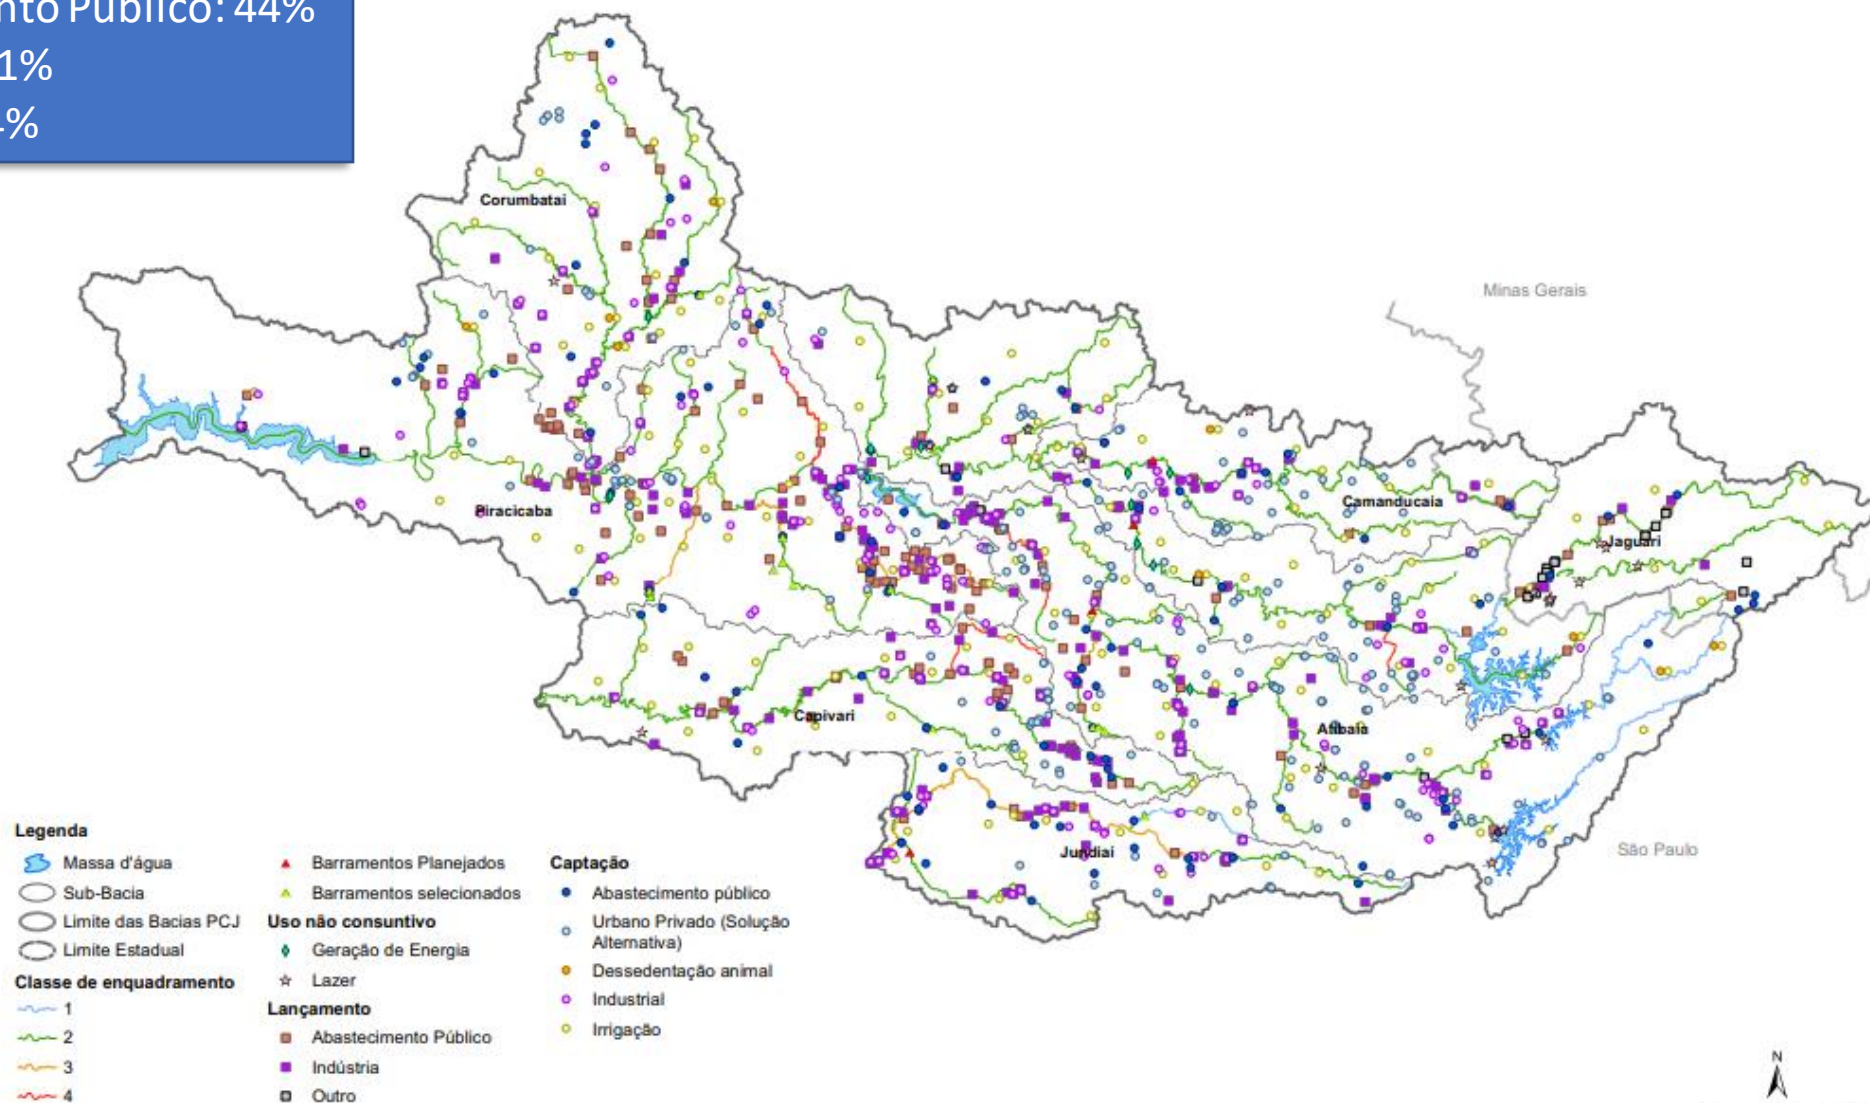 nto Público: 44%
1%
4%
Minas Gerais
Corumbatai
Piracicaba
Camanducaia
Jaguari
Capivari
Atibaia
Jundiai
São Paulo
Legenda
Massa d'água
Sub-Bacia
Limite das Bacias PCJ
Limite Estadual
Classe de enquadramento
1
2
3
4
Barramentos Planejados
Barramentos selecionados
Uso não consuntivo
Geração de Energia
Lazer
Lançamento
Abastecimento Público
Indústria
Outro
Captação
Abastecimento público
Urbano Privado (Solução
Alternativa)
Dessedentação animal
Industrial
Irrigação
N